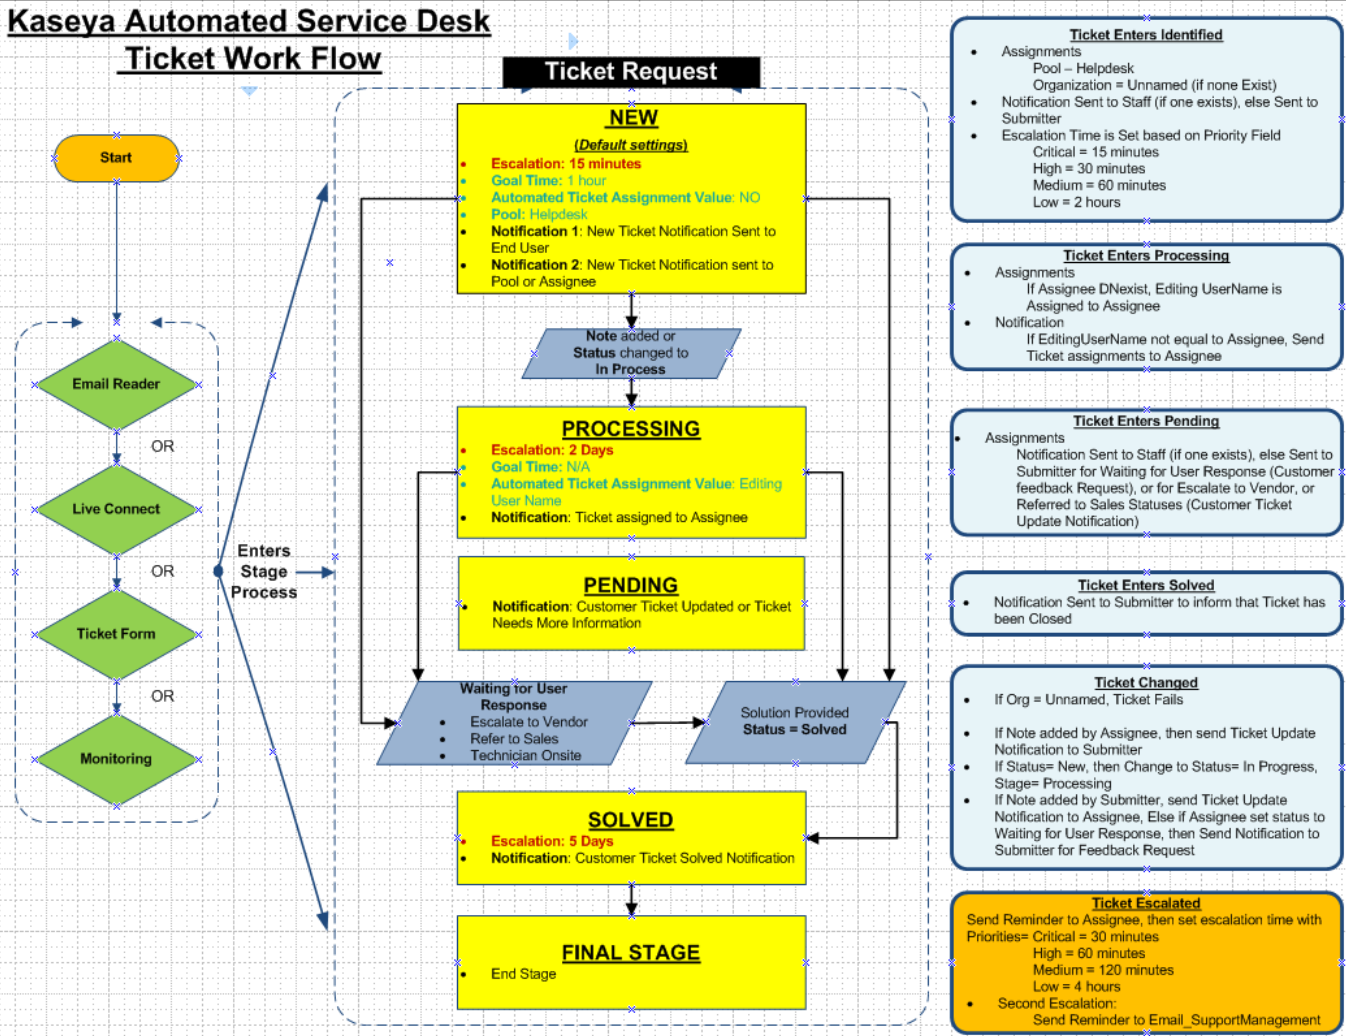 Kaseya Automated Service Desk
Ticket Work Flow
Start
Email Reader
OR
Live Connect
OR
Ticket Form
OR
Monitoring
Enters
Stage
Process
Ticket Request
NEW
(Default settings)
• Escalation: 15 minutes
• Goal Time: 1 hour
• Automated Ticket Assignment Value: NO
• Pool: Helpdesk
• Notification 1: New Ticket Notification Sent to
End User
• Notification 2: New Ticket Notification sent to
Pool or Assignee
Note added or
Status changed to
In Process
PROCESSING
• Escalation: 2 Days
• Goal Time: N/A
• Automated Ticket Assignment Value: Editing
User Name
• Notification: Ticket assigned to Assignee
PENDING
• Notification: Customer Ticket Updated or Ticket
Needs More Information
Waiting for User
Response
• Escalate to Vendor
• Refer to Sales
• Technician Onsite
Solution Provided
Status = Solved
SOLVED
• Escalation: 5 Days
• Notification: Customer Ticket Solved Notification
FINAL STAGE
• End Stage
Ticket Enters Identified
• Assignments
Pool – Helpdesk
Organization = Unnamed (if none Exist)
• Notification Sent to Staff (if one exists), else Sent to
Submitter
• Escalation Time is Set based on Priority Field
Critical = 15 minutes
High = 30 minutes
Medium = 60 minutes
Low = 2 hours
Ticket Enters Processing
• Assignments
If Assignee DNexist, Editing UserName is
Assigned to Assignee
• Notification
If EditingUserName not equal to Assignee, Send
Ticket assignments to Assignee
Ticket Enters Pending
• Assignments
Notification Sent to Staff (if one exists), else Sent to
Submitter for Waiting for User Response (Customer
feedback Request), or for Escalate to Vendor, or
Referred to Sales Statuses (Customer Ticket
Update Notification)
Ticket Enters Solved
• Notification Sent to Submitter to inform that Ticket has
been Closed
Ticket Changed
• If Org = Unnamed, Ticket Fails
• If Note added by Assignee, then send Ticket Update
Notification to Submitter
• If Status= New, then Change to Status= In Progress,
Stage= Processing
• If Note added by Submitter, send Ticket Update
Notification to Assignee, Else if Assignee set status to
Waiting for User Response, then Send Notification to
Submitter for Feedback Request
Ticket Escalated
Send Reminder to Assignee, then set escalation time with
Priorities= Critical = 30 minutes
High = 60 minutes
Medium = 120 minutes
Low = 4 hours
• Second Escalation:
Send Reminder to Email_SupportManagement